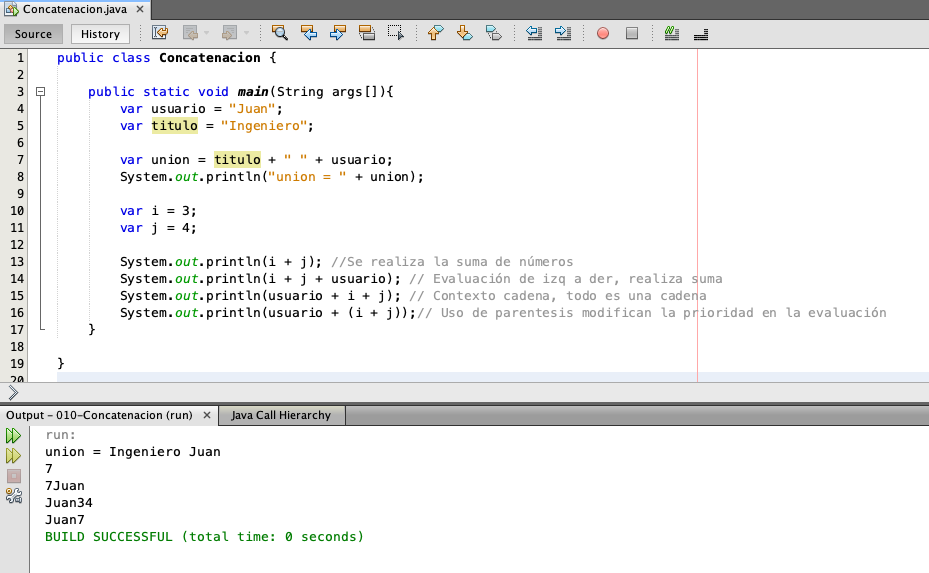 Concatenacion.java ×
Source History
1 public class Concatenacion {
2
3 public static void main(String args[]){
4 var usuario = "Juan";
5 var titulo = "Ingeniero";
6
7 var union = titulo + " " + usuario;
8 System.out.println("union = " + union);
9
10 var i = 3;
11 var j = 4;
12
13 System.out.println(i + j); //Se realiza la suma de números
14 System.out.println(i + j + usuario); // Evaluación de izq a der, realiza suma
15 System.out.println(usuario + i + j); // Contexto cadena, todo es una cadena
16 System.out.println(usuario + (i + j));// Uso de parentesis modifican la prioridad en la evaluación
17 }
18
19 }
20
Output - 010-Concatenacion (run) × Java Call Hierarchy
run:
union = Ingeniero Juan
7
7Juan
Juan34
Juan7
BUILD SUCCESSFUL (total time: 0 seconds)